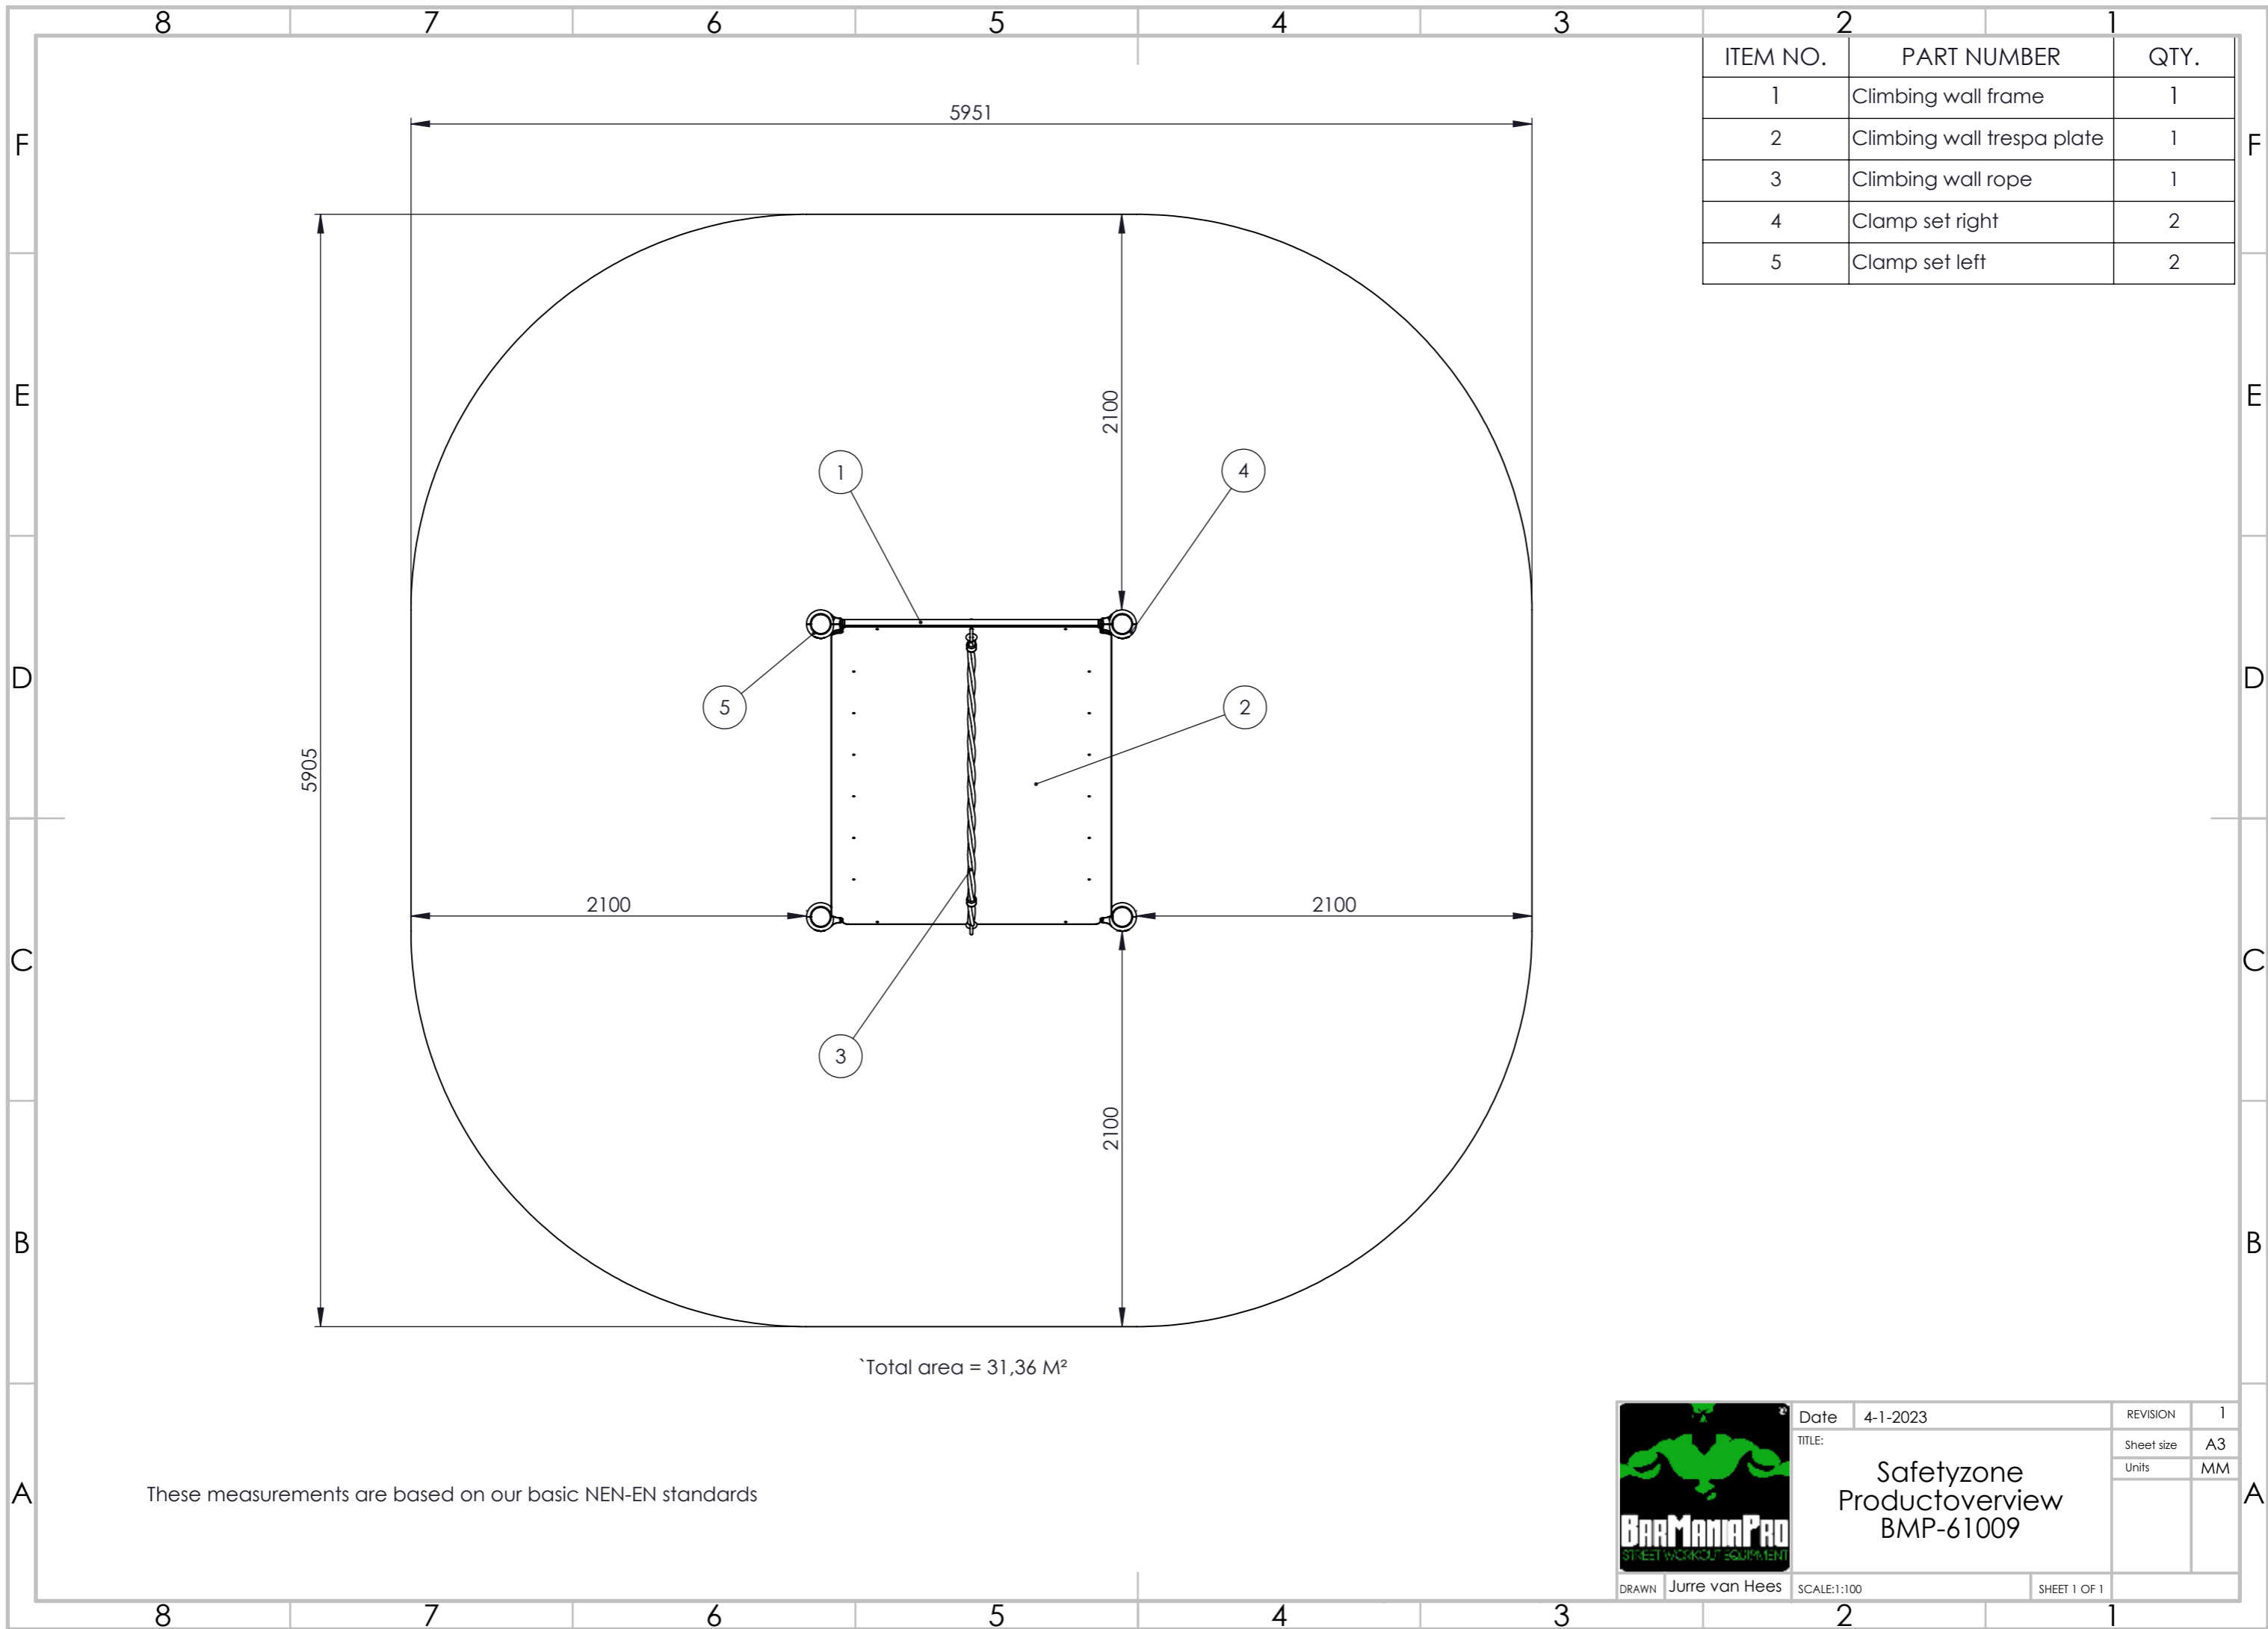 8 7 6 5 4 3 2 1
F F
E E
D D
C C
B B
A A
ITEM NO. PART NUMBER QTY.
1 Climbing wall frame 1
2 Climbing wall trespa plate 1
3 Climbing wall rope 1
4 Clamp set right 2
5 Clamp set left 2
5951
2100
1
4
5
2
5905
2100
2100
3
2100
`Total area = 31,36 M²
These measurements are based on our basic NEN-EN standards
BARMANIAPRO
STREET WORKOUT EQUIPMENT
Date 4-1-2023
REVISION 1
TITLE:
Safetyzone
Productoverview
BMP-61009
Sheet size A3
Units MM
DRAWN Jurre van Hees
SCALE:1:100
SHEET 1 OF 1
8 7 6 5 4 3 2 1